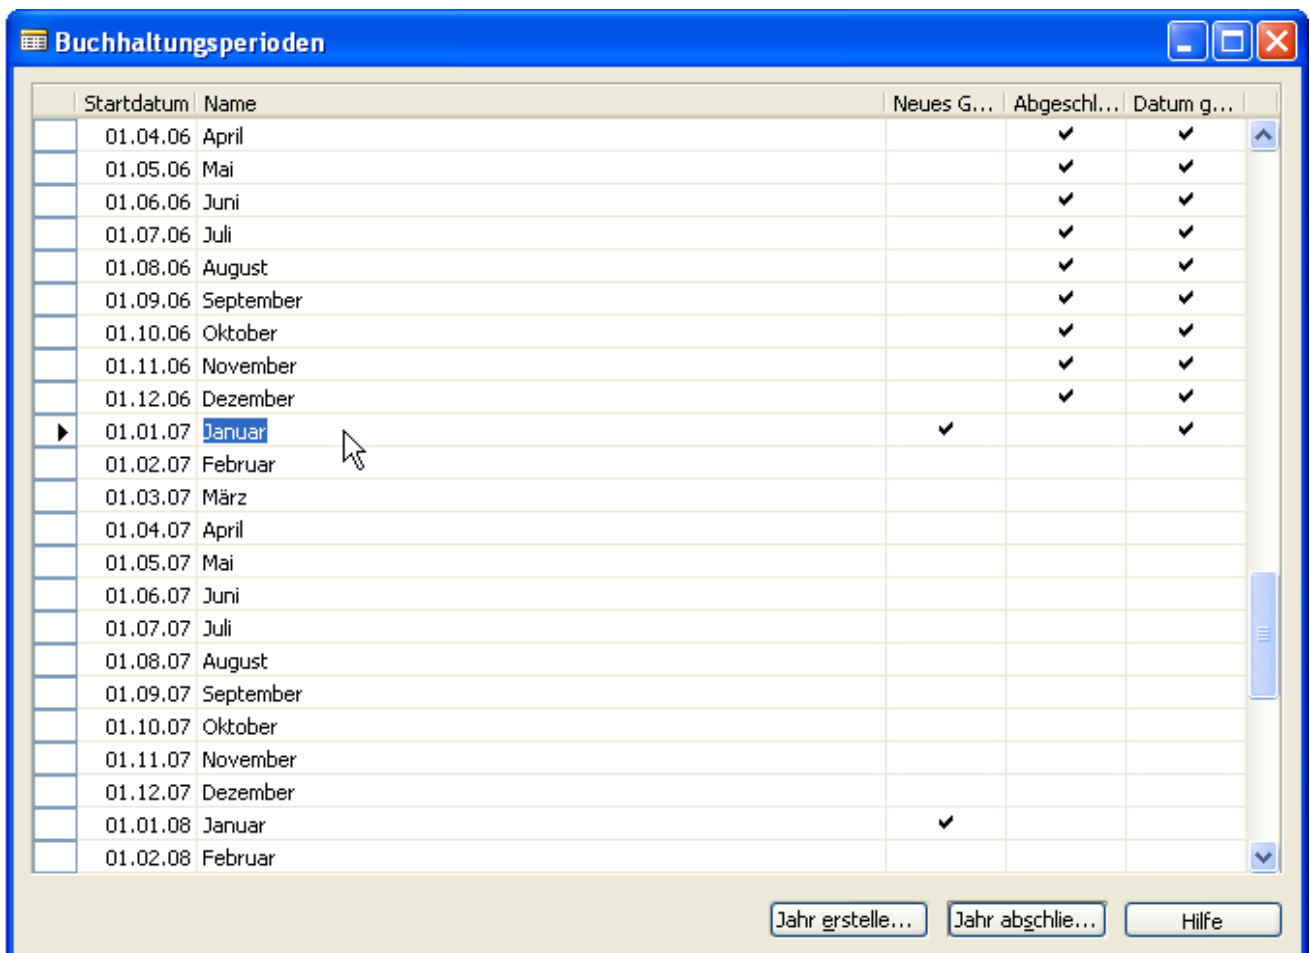 Buchhaltungsperioden
Startdatum Name Neues G... Abgeschl... Datum g...
01.04.06 April ✔ ✔
01.05.06 Mai ✔ ✔
01.06.06 Juni ✔ ✔
01.07.06 Juli ✔ ✔
01.08.06 August ✔ ✔
01.09.06 September ✔ ✔
01.10.06 Oktober ✔ ✔
01.11.06 November ✔ ✔
01.12.06 Dezember ✔ ✔
01.01.07 Januar ✔ ✔
01.02.07 Februar
01.03.07 März
01.04.07 April
01.05.07 Mai
01.06.07 Juni
01.07.07 Juli
01.08.07 August
01.09.07 September
01.10.07 Oktober
01.11.07 November
01.12.07 Dezember
01.01.08 Januar ✔
01.02.08 Februar
Jahr erstelle... Jahr abschlie... Hilfe